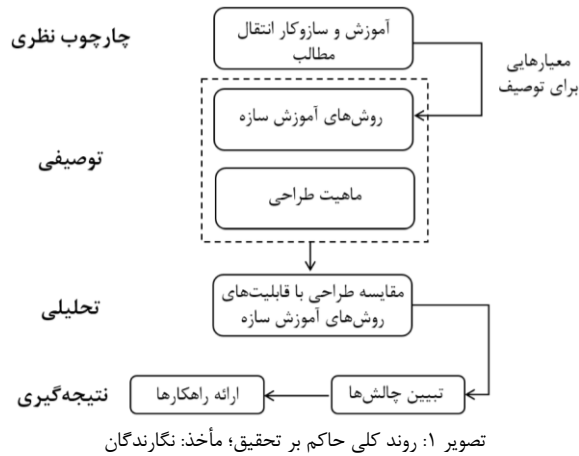 چارچوب نظری
آموزش و سازوکار انتقال
مطالب
معیارهایی
برای توصیف
روش‌های آموزش سازه
توصیفی
ماهیت طراحی
تحلیلی
مقایسه طراحی با قابلیت‌های
روش‌های آموزش سازه
نتیجه‌گیری
تبیین چالش‌ها
ارائه راهکارها
تصویر ۱: روند کلی حاکم بر تحقیق؛ مأخذ: نگارندگان